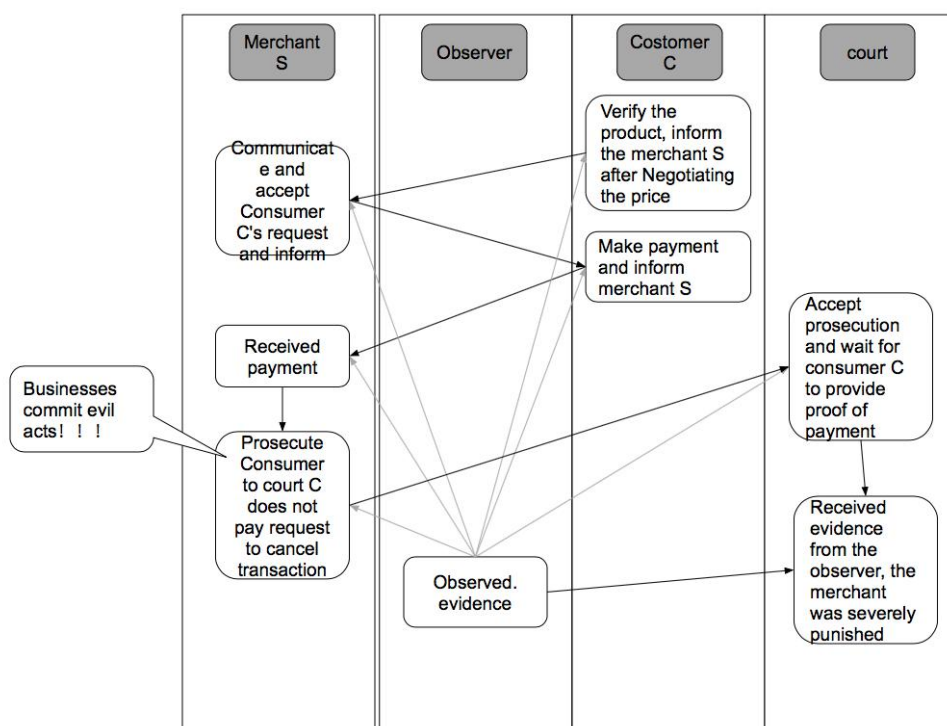 Merchant
S
Observer
Costomer
C
court
Verify the
product, inform
the merchant S
after Negotiating
the price
Communicat
e and
accept
Consumer
C's request
and inform
Make payment
and inform
merchant S
Accept
prosecution
and wait for
consumer C
to provide
proof of
payment
Received
payment
Businesses
commit evil
acts！！！
Prosecute
Consumer
to court C
does not
pay request
to cancel
transaction
Received
evidence
from the
observer, the
merchant
was severely
punished
Observed.
evidence